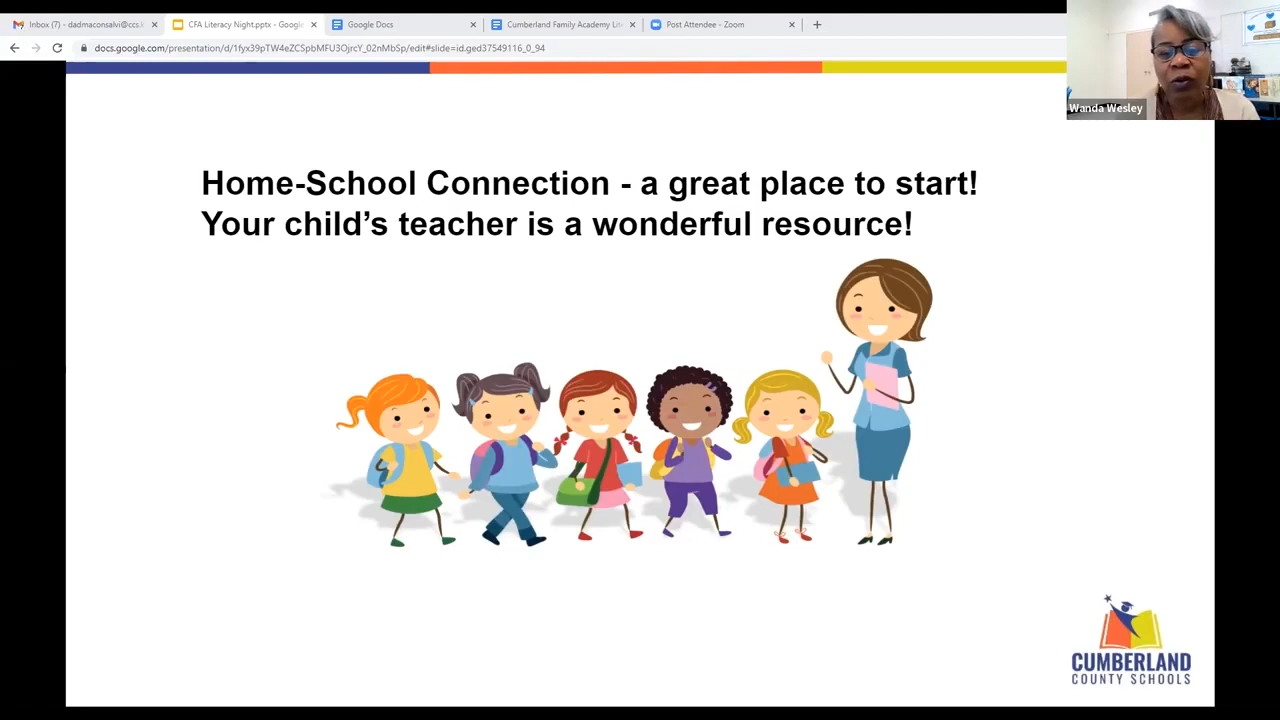 Inbox (7) - dadmaconsalvi@ccs.k
CFA Literacy Night.pptx - Google
Google Docs
Cumberland Family Academy Lite
Post Attendee - Zoom
docs.google.com/presentation/d/1fyx39pTW4eZCSpbMFU3OjrcY_02nMbSp/edit#slide=id.ged37549116_0_94
Wanda Wesley
Home-School Connection - a great place to start!
Your child's teacher is a wonderful resource!
CUMBERLAND
COUNTY SCHOOLS